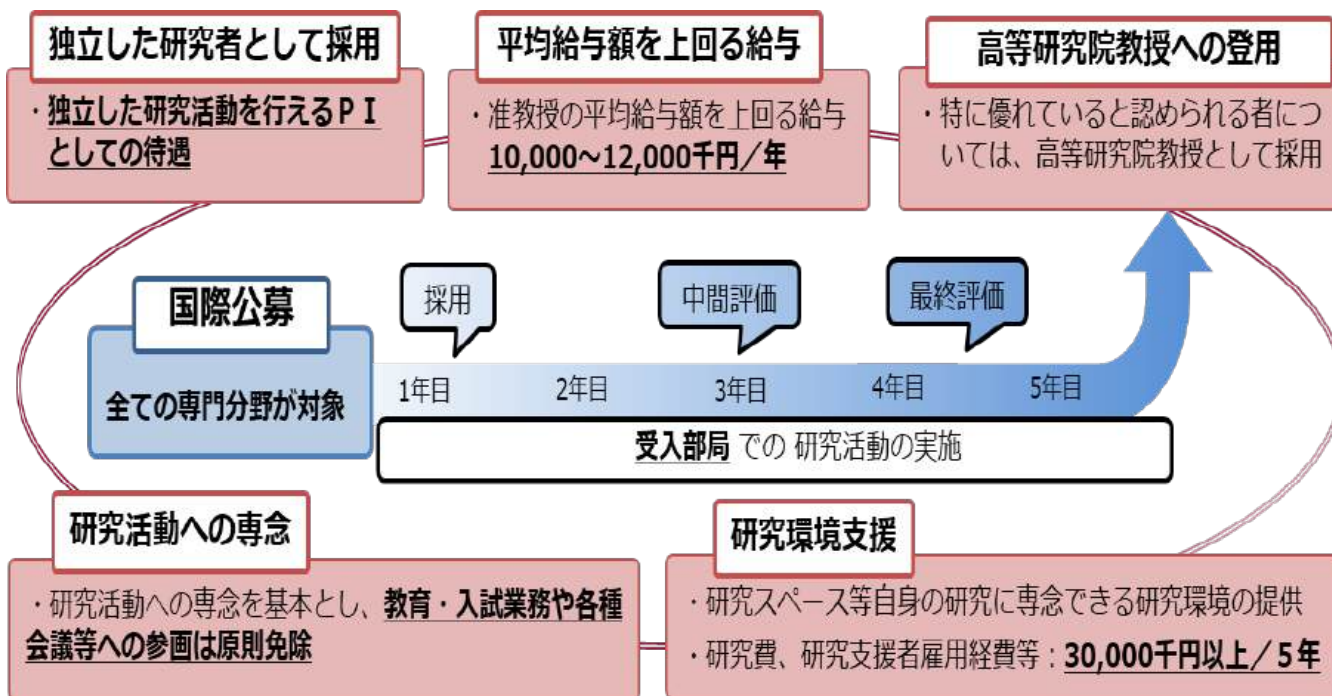 独立した研究者として採用
・独立した研究活動を行えるＰＩ
としての待遇
平均給与額を上回る給与
・准教授の平均給与額を上回る給与
10,000～12,000千円／年
高等研究院教授への登用
・特に優れていると認められる者につ
いては、高等研究院教授として採用
国際公募
全ての専門分野が対象
採用
中間評価
最終評価
1年目
2年目
3年目
4年目
5年目
受入部局 での 研究活動の実施
研究活動への専念
・研究活動への専念を基本とし、教育・入試業務や各種
会議等への参画は原則免除
研究環境支援
・研究スペース等自身の研究に専念できる研究環境の提供
・研究費、研究支援者雇用経費等：30,000千円以上／５年